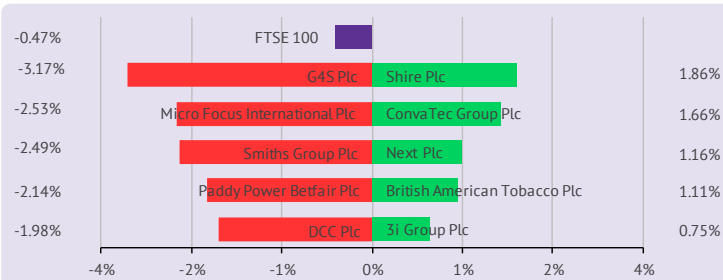 -0.47% FTSE 100
-3.17% G4S Plc Shire Plc 1.86%
-2.53% Micro Focus International Plc ConvaTec Group Plc 1.66%
-2.49% Smiths Group Plc Next Plc 1.16%
-2.14% Paddy Power Betfair Plc British American Tobacco Plc 1.11%
-1.98% DCC Plc 3i Group Plc 0.75%
-4% -2% -1% 0% 1% 2% 4%